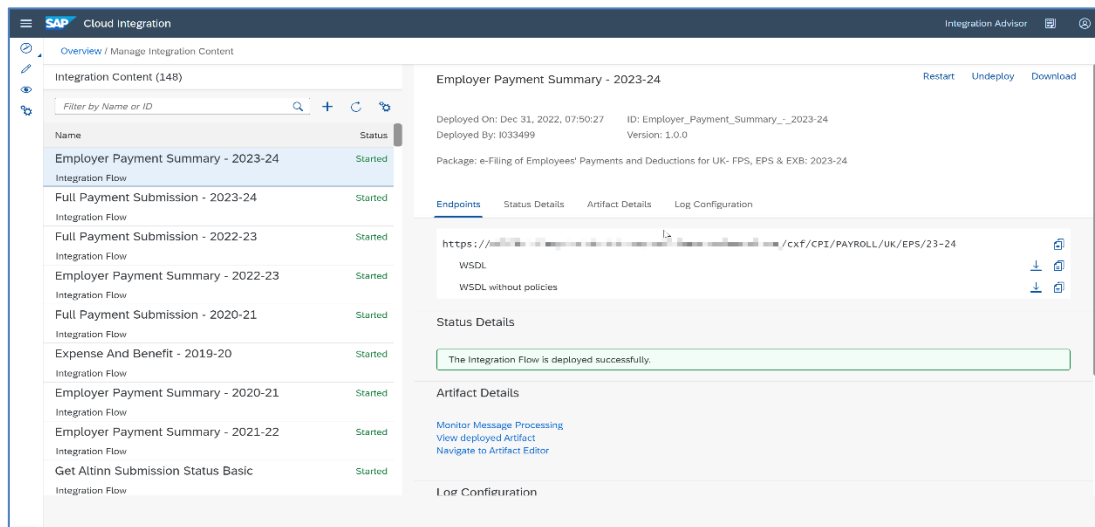 SAP Cloud Integration
Integration Advisor
Overview / Manage Integration Content
Integration Content (148)
Filter by Name or ID
Name Status
Employer Payment Summary - 2023-24 Started
Integration Flow
Full Payment Submission - 2023-24 Started
Integration Flow
Full Payment Submission - 2022-23 Started
Integration Flow
Employer Payment Summary - 2022-23 Started
Integration Flow
Full Payment Submission - 2020-21 Started
Integration Flow
Expense And Benefit - 2019-20 Started
Integration Flow
Employer Payment Summary - 2020-21 Started
Integration Flow
Employer Payment Summary - 2021-22 Started
Integration Flow
Get Altinn Submission Status Basic Started
Integration Flow
Employer Payment Summary - 2023-24
Restart Undeploy Download
Deployed On: Dec 31, 2022, 07:50:27 ID: Employer_Payment_Summary_-_2023-24
Deployed By: I033499 Version: 1.0.0
Package: e-Filing of Employees' Payments and Deductions for UK- FPS, EPS & EXB: 2023-24
Endpoints Status Details Artifact Details Log Configuration
https:// /cxf/CPI/PAYROLL/UK/EPS/23-24
WSDL
WSDL without policies
Status Details
The Integration Flow is deployed successfully.
Artifact Details
Monitor Message Processing
View deployed Artifact
Navigate to Artifact Editor
Log Configuration